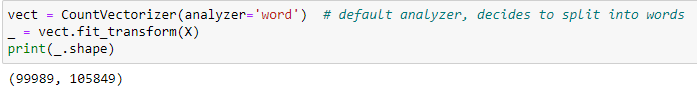 vect = CountVectorizer(analyzer='word')  # default analyzer, decides to split into words
_ = vect.fit_transform(X)
print(_.shape)
(99989, 105849)